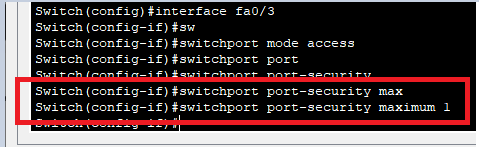 Switch(config)#interface fa0/3
Switch(config-if)#sw
Switch(config-if)#switchport mode access
Switch(config-if)#switchport port
Switch(config-if)#switchport port-security
Switch(config-if)#switchport port-security max
Switch(config-if)#switchport port-security maximum 1
Switch(config-if)#